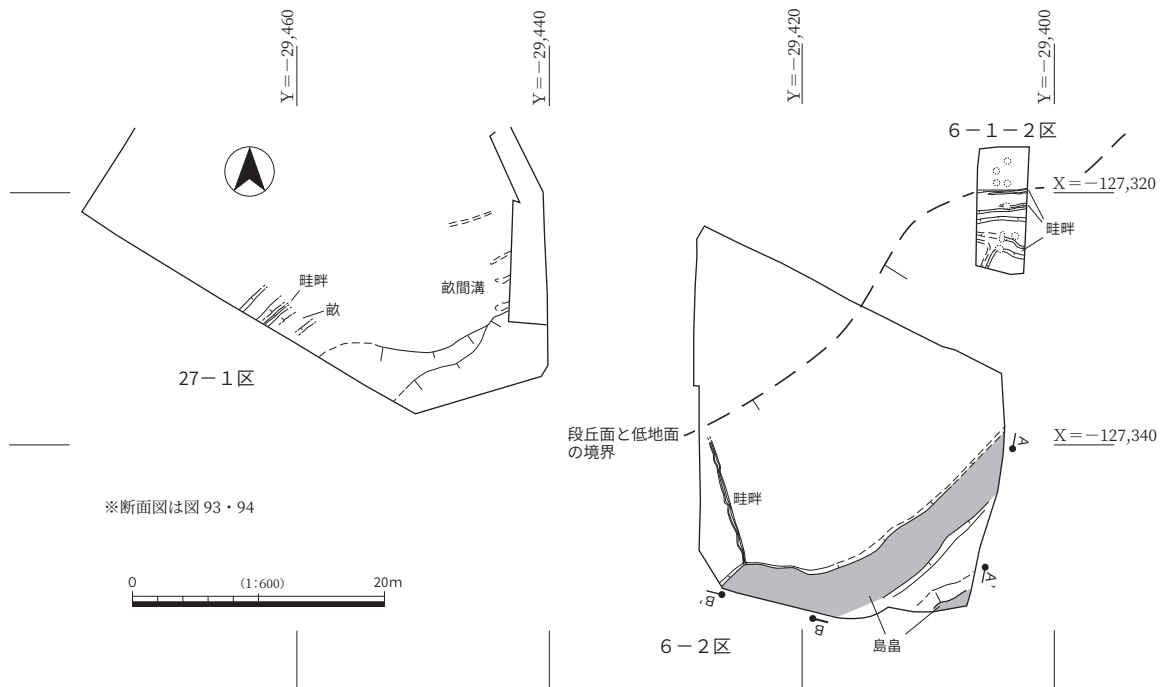 Y＝－29,460
Y＝－29,440
Y＝－29,420
Y＝－29,400
6－1－2区
X＝－127,320
畦畔
畦畔
畝
畝間溝
27－1区
段丘面と低地面
の境界
X＝－127,340
A
畦畔
※断面図は図 93・94
0
（1：600）
20m
A'
B'
B
6－2区
島畠